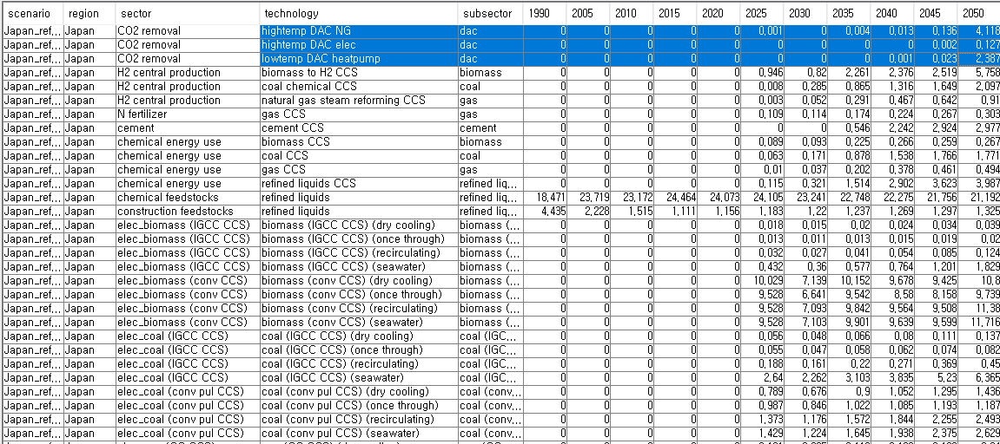 scenario region sector technology subsector 1990 2005 2010 2015 2020 2025 2030 2035 2040 2045 2050
Japan_ref,,, Japan CO2 removal hightemp DAC NG dac 0 0 0 0 0 0,001 0 0,004 0,013 0,136 4,118
Japan_ref,,, Japan CO2 removal hightemp DAC elec dac 0 0 0 0 0 0 0 0 0 0,002 0,127
Japan_ref,,, Japan CO2 removal lowtemp DAC heatpump dac 0 0 0 0 0 0 0 0 0,001 0,023 2,387
Japan_ref,,, Japan H2 central production biomass to H2 CCS biomass 0 0 0 0 0 0,946 0,82 2,261 2,376 2,519 5,758
Japan_ref,,, Japan H2 central production coal chemical CCS coal 0 0 0 0 0 0,008 0,285 0,865 1,316 1,649 2,097
Japan_ref,,, Japan H2 central production natural gas steam reforming CCS gas 0 0 0 0 0 0,003 0,052 0,291 0,467 0,642 0,91
Japan_ref,,, Japan N fertilizer gas CCS gas 0 0 0 0 0 0,109 0,114 0,174 0,224 0,267 0,303
Japan_ref,,, Japan cement cement CCS cement 0 0 0 0 0 0 0 0,546 2,242 2,924 2,977
Japan_ref,,, Japan chemical energy use biomass CCS biomass 0 0 0 0 0 0,089 0,093 0,225 0,266 0,259 0,267
Japan_ref,,, Japan chemical energy use coal CCS coal 0 0 0 0 0 0,063 0,171 0,878 1,538 1,766 1,771
Japan_ref,,, Japan chemical energy use gas CCS gas 0 0 0 0 0 0,01 0,037 0,202 0,378 0,461 0,494
Japan_ref,,, Japan chemical energy use refined liquids CCS refined liq,,, 0 0 0 0 0 0,115 0,321 1,514 2,902 3,623 3,987
Japan_ref,,, Japan chemical feedstocks refined liquids refined liq,,, 18,471 23,719 23,172 24,464 24,073 24,105 23,241 22,748 22,275 21,756 21,192
Japan_ref,,, Japan construction feedstocks refined liquids refined liq,,, 4,435 2,228 1,515 1,111 1,156 1,183 1,22 1,237 1,269 1,297 1,325
Japan_ref,,, Japan elec_biomass (IGCC CCS) biomass (IGCC CCS) (dry cooling) biomass (,,, 0 0 0 0 0 0,018 0,015 0,02 0,024 0,034 0,039
Japan_ref,,, Japan elec_biomass (IGCC CCS) biomass (IGCC CCS) (once through) biomass (,,, 0 0 0 0 0 0,013 0,011 0,013 0,015 0,019 0,02
Japan_ref,,, Japan elec_biomass (IGCC CCS) biomass (IGCC CCS) (recirculating) biomass (,,, 0 0 0 0 0 0,032 0,027 0,041 0,054 0,085 0,124
Japan_ref,,, Japan elec_biomass (IGCC CCS) biomass (IGCC CCS) (seawater) biomass (,,, 0 0 0 0 0 0,432 0,36 0,577 0,764 1,201 1,829
Japan_ref,,, Japan elec_biomass (conv CCS) biomass (conv CCS) (dry cooling) biomass (,,, 0 0 0 0 0 10,029 7,139 10,152 9,678 9,425 10,8
Japan_ref,,, Japan elec_biomass (conv CCS) biomass (conv CCS) (once through) biomass (,,, 0 0 0 0 0 9,528 6,641 9,542 8,58 8,158 9,739
Japan_ref,,, Japan elec_biomass (conv CCS) biomass (conv CCS) (recirculating) biomass (,,, 0 0 0 0 0 9,528 7,093 9,842 9,564 9,508 11,38
Japan_ref,,, Japan elec_biomass (conv CCS) biomass (conv CCS) (seawater) biomass (,,, 0 0 0 0 0 9,528 7,103 9,901 9,639 9,599 11,716
Japan_ref,,, Japan elec_coal (IGCC CCS) coal (IGCC CCS) (dry cooling) coal (IGC,,, 0 0 0 0 0 0,056 0,048 0,066 0,08 0,111 0,137
Japan_ref,,, Japan elec_coal (IGCC CCS) coal (IGCC CCS) (once through) coal (IGC,,, 0 0 0 0 0 0,055 0,047 0,058 0,062 0,074 0,082
Japan_ref,,, Japan elec_coal (IGCC CCS) coal (IGCC CCS) (recirculating) coal (IGC,,, 0 0 0 0 0 0,188 0,161 0,22 0,271 0,369 0,45
Japan_ref,,, Japan elec_coal (IGCC CCS) coal (IGCC CCS) (seawater) coal (IGC,,, 0 0 0 0 0 2,64 2,262 3,103 3,835 5,23 6,365
Japan_ref,,, Japan elec_coal (conv pul CCS) coal (conv pul CCS) (dry cooling) coal (conv,,, 0 0 0 0 0 0,789 0,676 0,9 1,052 1,295 1,436
Japan_ref,,, Japan elec_coal (conv pul CCS) coal (conv pul CCS) (once through) coal (conv,,, 0 0 0 0 0 0,987 0,846 1,022 1,085 1,193 1,187
Japan_ref,,, Japan elec_coal (conv pul CCS) coal (conv pul CCS) (recirculating) coal (conv,,, 0 0 0 0 0 1,373 1,176 1,572 1,844 2,255 2,493
Japan_ref,,, Japan elec_coal (conv pul CCS) coal (conv pul CCS) (seawater) coal (conv,,, 0 0 0 0 0 1,429 1,224 1,645 1,938 2,375 2,629